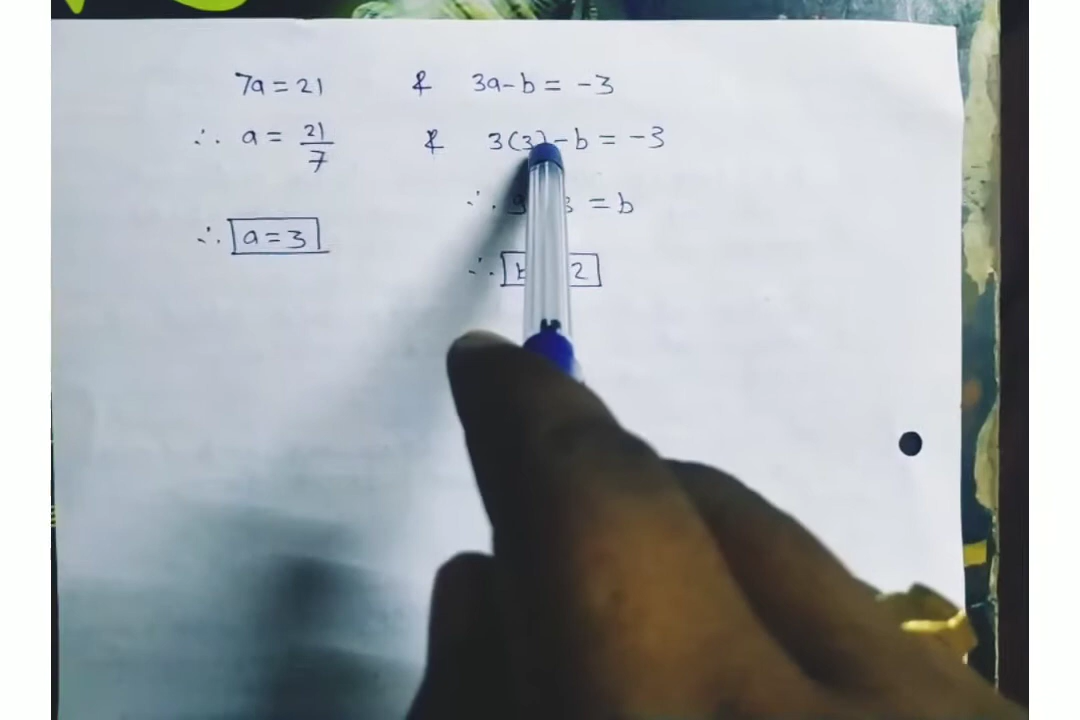 7a = 21 & 3a - b = -3
∴ a = 21/7 & 3(3) - b = -3
∴ = b
∴ a = 3 ∴ 2